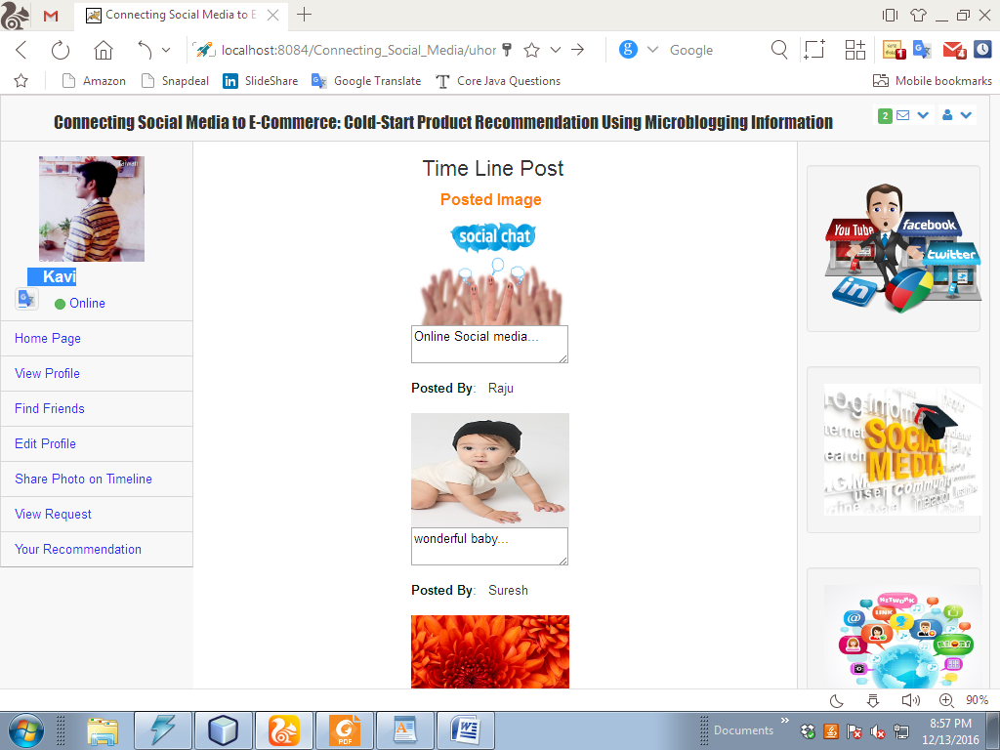 Connecting Social Media to E
localhost:8084/Connecting_Social_Media/uhor
Google
Amazon
Snapdeal
SlideShare
Google Translate
Core Java Questions
Mobile bookmarks
Connecting Social Media to E-Commerce: Cold-Start Product Recommendation Using Microblogging Information
2
Kavi
Online
Home Page
View Profile
Find Friends
Edit Profile
Share Photo on Timeline
View Request
Your Recommendation
Time Line Post
Posted Image
social chat
Online Social media...
Posted By: Raju
wonderful baby...
Posted By: Suresh
You Tube
facebook
twitter
in
SOCIAL
MEDIA
NETWORK
LINK
BLOG
90%
PDF
Documents
8:57 PM
12/13/2016